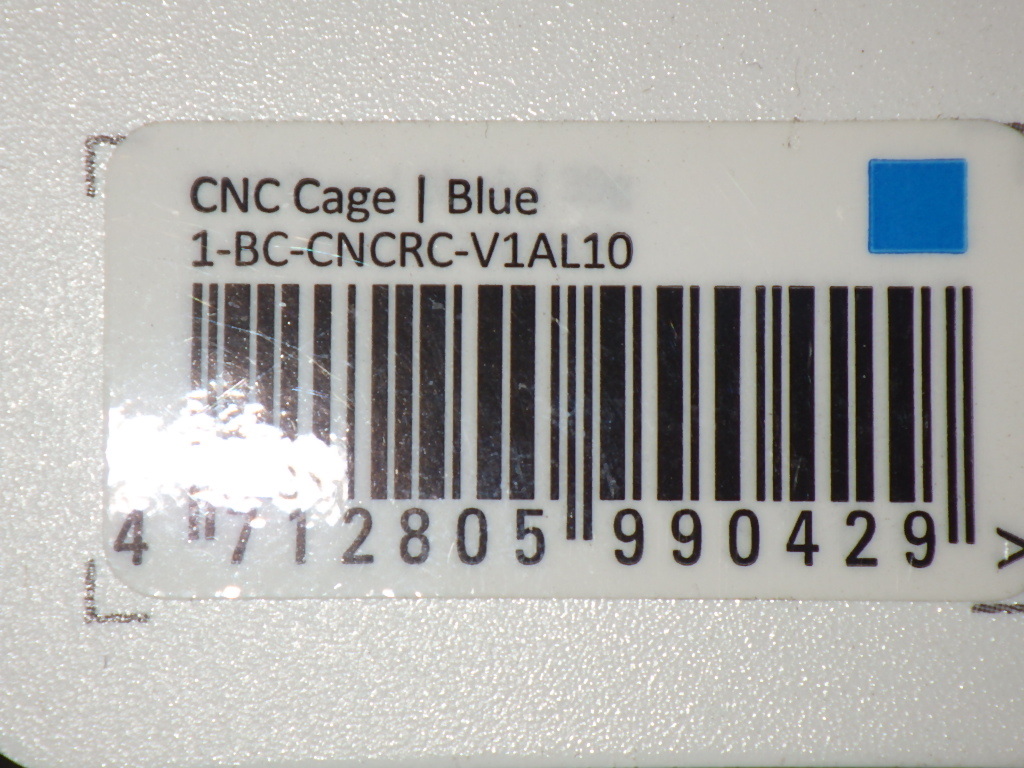 CNC Cage | Blue
1-BC-CNCRC-V1AL10
4 712805 990429 >